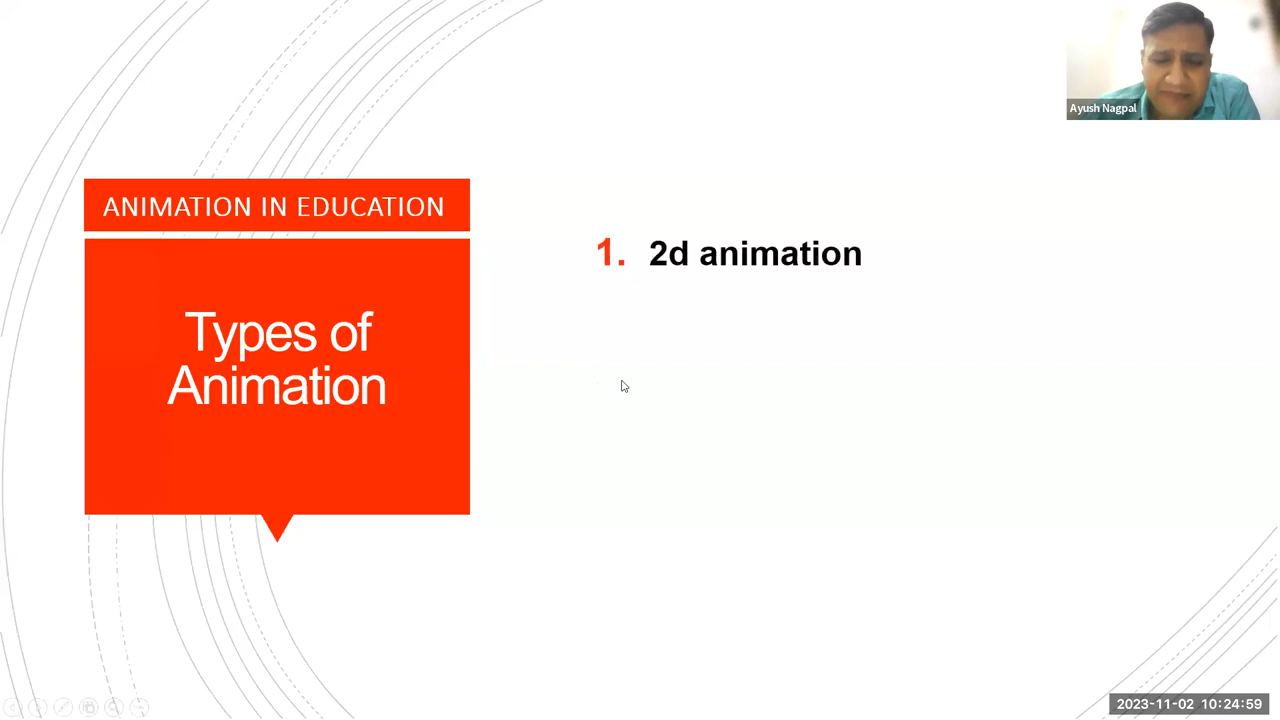 Ayush Nagpal
ANIMATION IN EDUCATION
Types of
Animation
1. 2d animation
2023-11-02 10:24:59